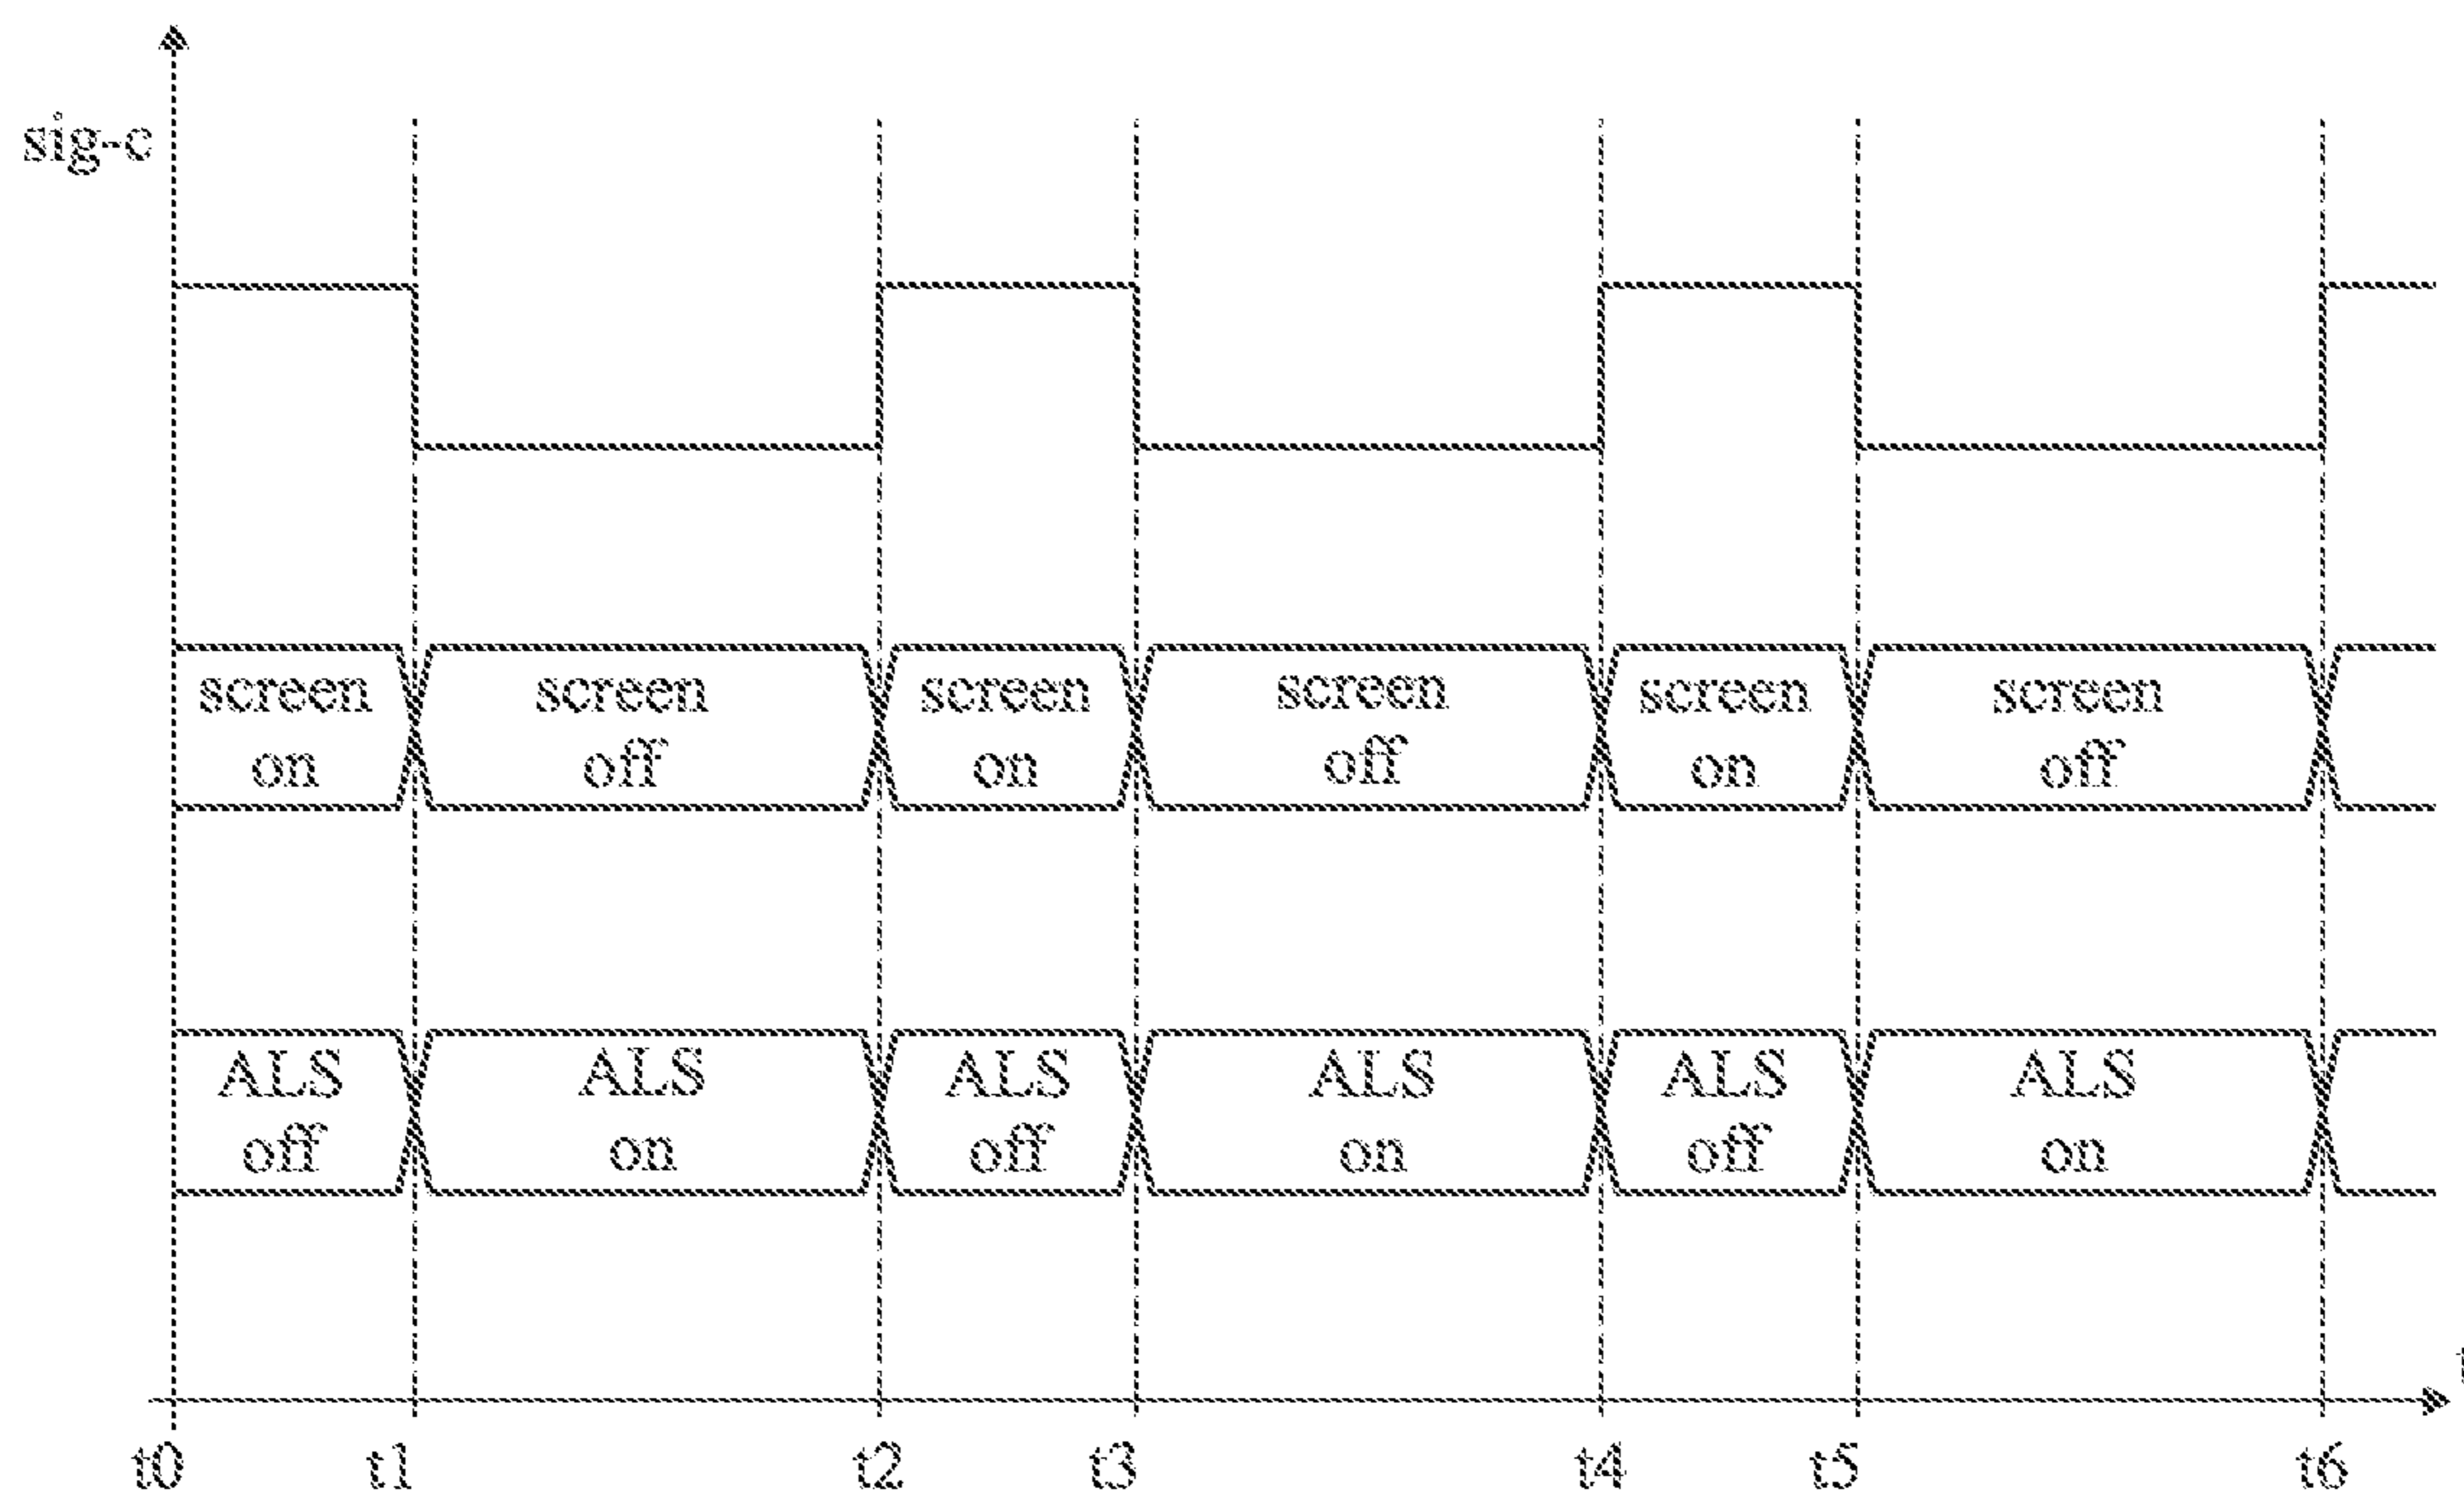 sig-c
screen
on
screen
off
screen
on
screen
off
screen
on
screen
off
ALS
off
ALS
on
ALS
off
ALS
on
ALS
off
ALS
on
t
t0 t1 t2 t3 t4 t5 t6